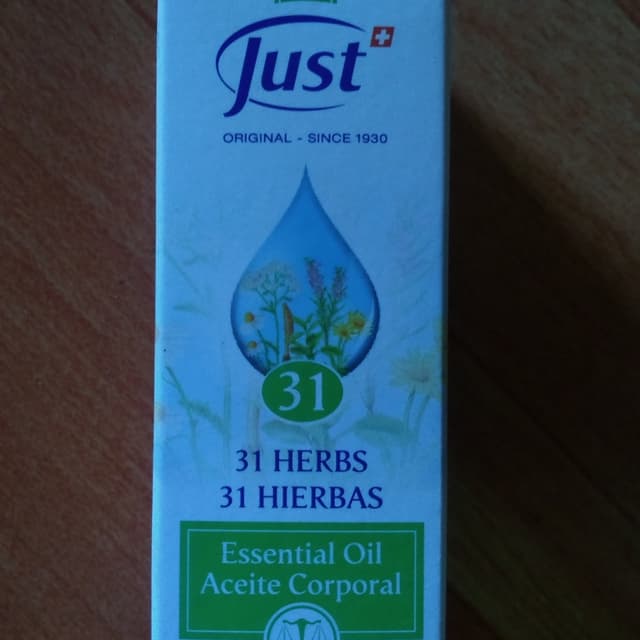 Just
ORIGINAL - SINCE 1930
31
31 HERBS
31 HIERBAS
Essential Oil
Aceite Corporal